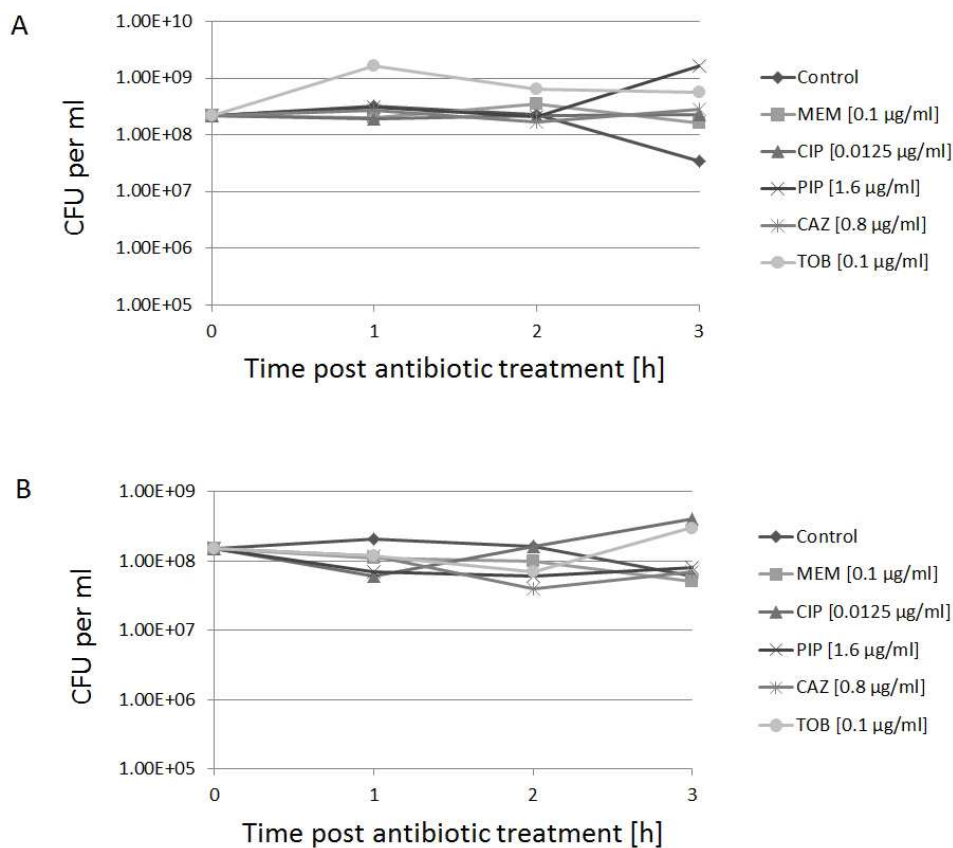 A
1.00E+10
1.00E+09
1.00E+08
1.00E+07
1.00E+06
1.00E+05
CFU per ml
0 1 2 3
Time post antibiotic treatment [h]
Control
MEM [0.1 µg/ml]
CIP [0.0125 µg/ml]
PIP [1.6 µg/ml]
CAZ [0.8 µg/ml]
TOB [0.1 µg/ml]
B
1.00E+09
1.00E+08
1.00E+07
1.00E+06
1.00E+05
CFU per ml
0 1 2 3
Time post antibiotic treatment [h]
Control
MEM [0.1 µg/ml]
CIP [0.0125 µg/ml]
PIP [1.6 µg/ml]
CAZ [0.8 µg/ml]
TOB [0.1 µg/ml]